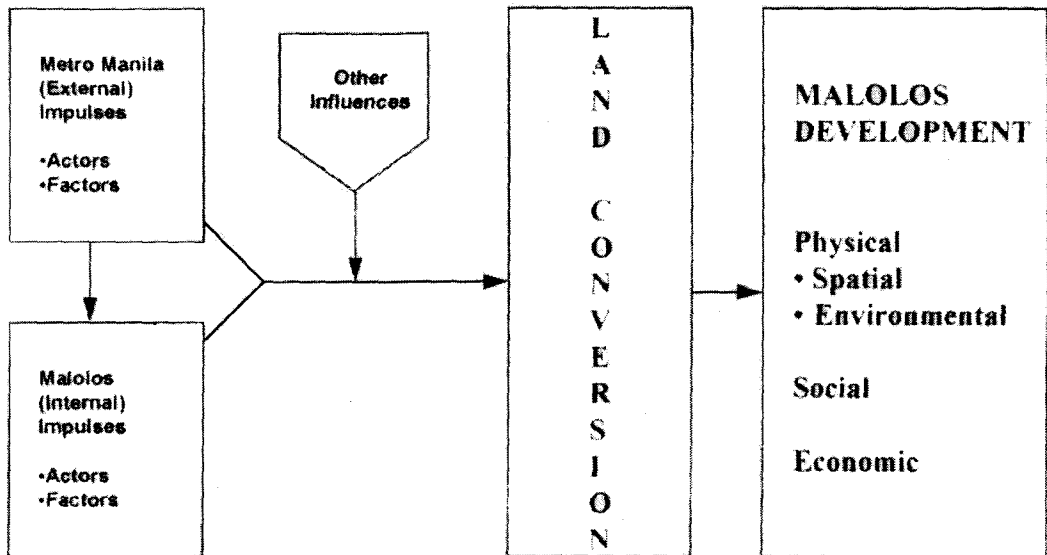 Metro Manila
(External)
Impulses
•Actors
•Factors
Other
Influences
Malolos
(Internal)
Impulses
•Actors
•Factors
L
A
N
D
C
O
N
V
E
R
S
I
O
N
MALOLOS
DEVELOPMENT
Physical
• Spatial
• Environmental
Social
Economic